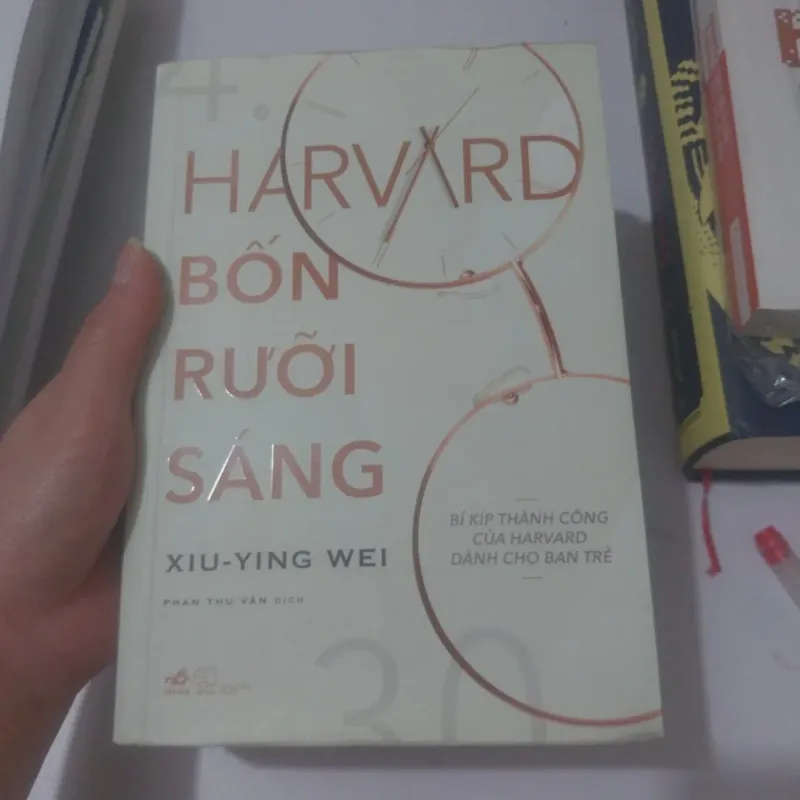 4.
HARVARD
BỐN
RƯỠI
SÁNG
XIU-YING WEI
PHAN THU VÂN DỊCH
BÍ KÍP THÀNH CÔNG
CỦA HARVARD
DÀNH CHO BẠN TRẺ
30